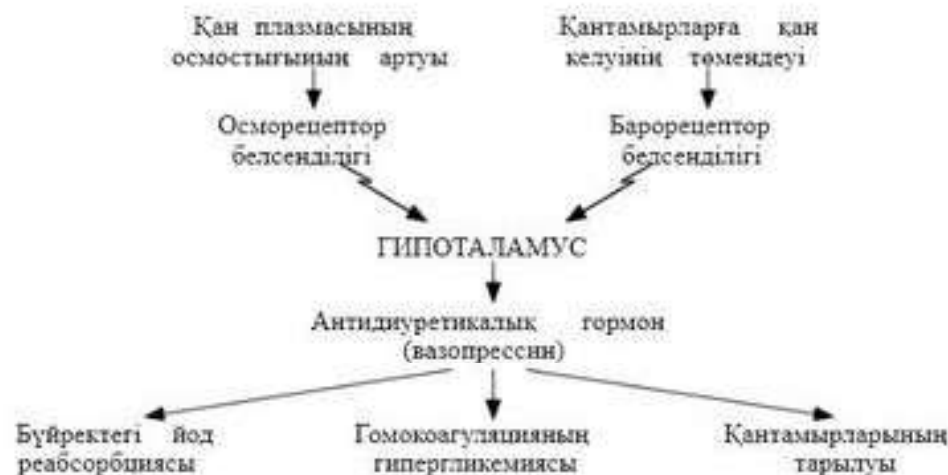 Қан плазмасының
осмостығының артуы
Қантамырларға қан
келуінің төмендеуі
Осморецептор
белсенділігі
Барорецептор
белсенділігі
ГИПОТАЛАМУС
Антидиуретикалық гормон
(вазопрессин)
Бүйректегі йод
реабсорбциясы
Гомокоагуляцияның
гипергликемиясы
Қантамырларының
тарылуы